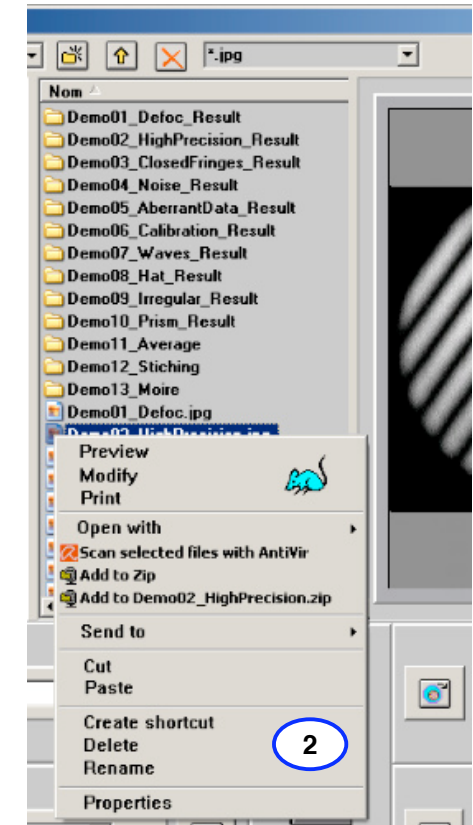 *.jpg
Nom
Demo01_Defoc_Result
Demo02_HighPrecision_Result
Demo03_ClosedFringes_Result
Demo04_Noise_Result
Demo05_AberrantData_Result
Demo06_Calibration_Result
Demo07_Waves_Result
Demo08_Hat_Result
Demo09_Irregular_Result
Demo10_Prism_Result
Demo11_Average
Demo12_Stiching
Demo13_Moire
Demo01_Defoc.jpg
Demo02_HighPrecision.jpg
Preview
Modify
Print
Open with
Scan selected files with AntiVir
Add to Zip
Add to Demo02_HighPrecision.zip
Send to
Cut
Paste
Create shortcut
Delete
2
Rename
Properties